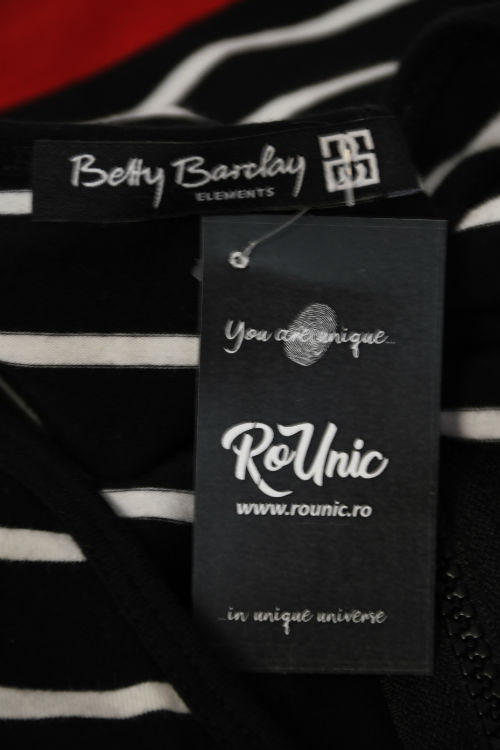 Betty Barclay
ELEMENTS
You are unique...
RoUnic
www.rounic.ro
...in unique universe